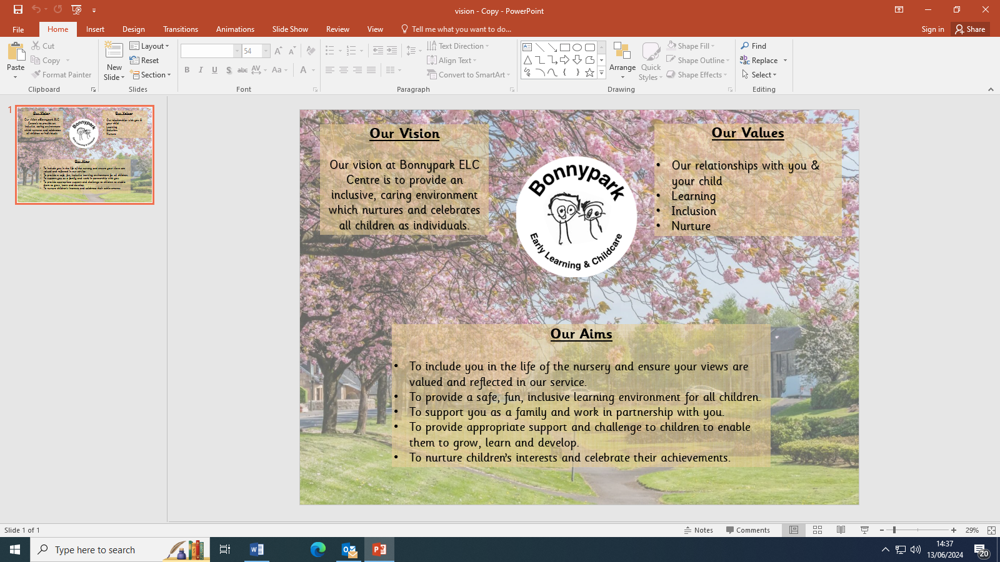 vision - Copy - PowerPoint
File
Home
Insert
Design
Transitions
Animations
Slide Show
Review
View
Tell me what you want to do...
Sign in
Share
Paste
Cut
Copy
Format Painter
Clipboard
New
Slide
Layout
Reset
Section
Slides
54
A A
B I U S abc AV Aa A
Font
Text Direction
Align Text
Convert to SmartArt
Paragraph
Arrange
Quick
Styles
Shape Fill
Shape Outline
Shape Effects
Drawing
Find
Replace
Select
Editing
1
Our Vision
Our vision at Bonnypark ELC
Centre is to provide an
inclusive, caring environment
which nurtures and celebrates
all children as individuals.
Bonnypark
Early Learning & Childcare
Our Values
• Our relationships with you &
your child
• Learning
• Inclusion
• Nurture
Our Aims
• To include you in the life of the nursery and ensure your views are
valued and reflected in our service.
• To provide a safe, fun, inclusive learning environment for all children.
• To support you as a family and work in partnership with you.
• To provide appropriate support and challenge to children to enable
them to grow, learn and develop.
• To nurture children's interests and celebrate their achievements.
Slide 1 of 1
Notes
Comments
29%
Type here to search
14:37
13/06/2024
20